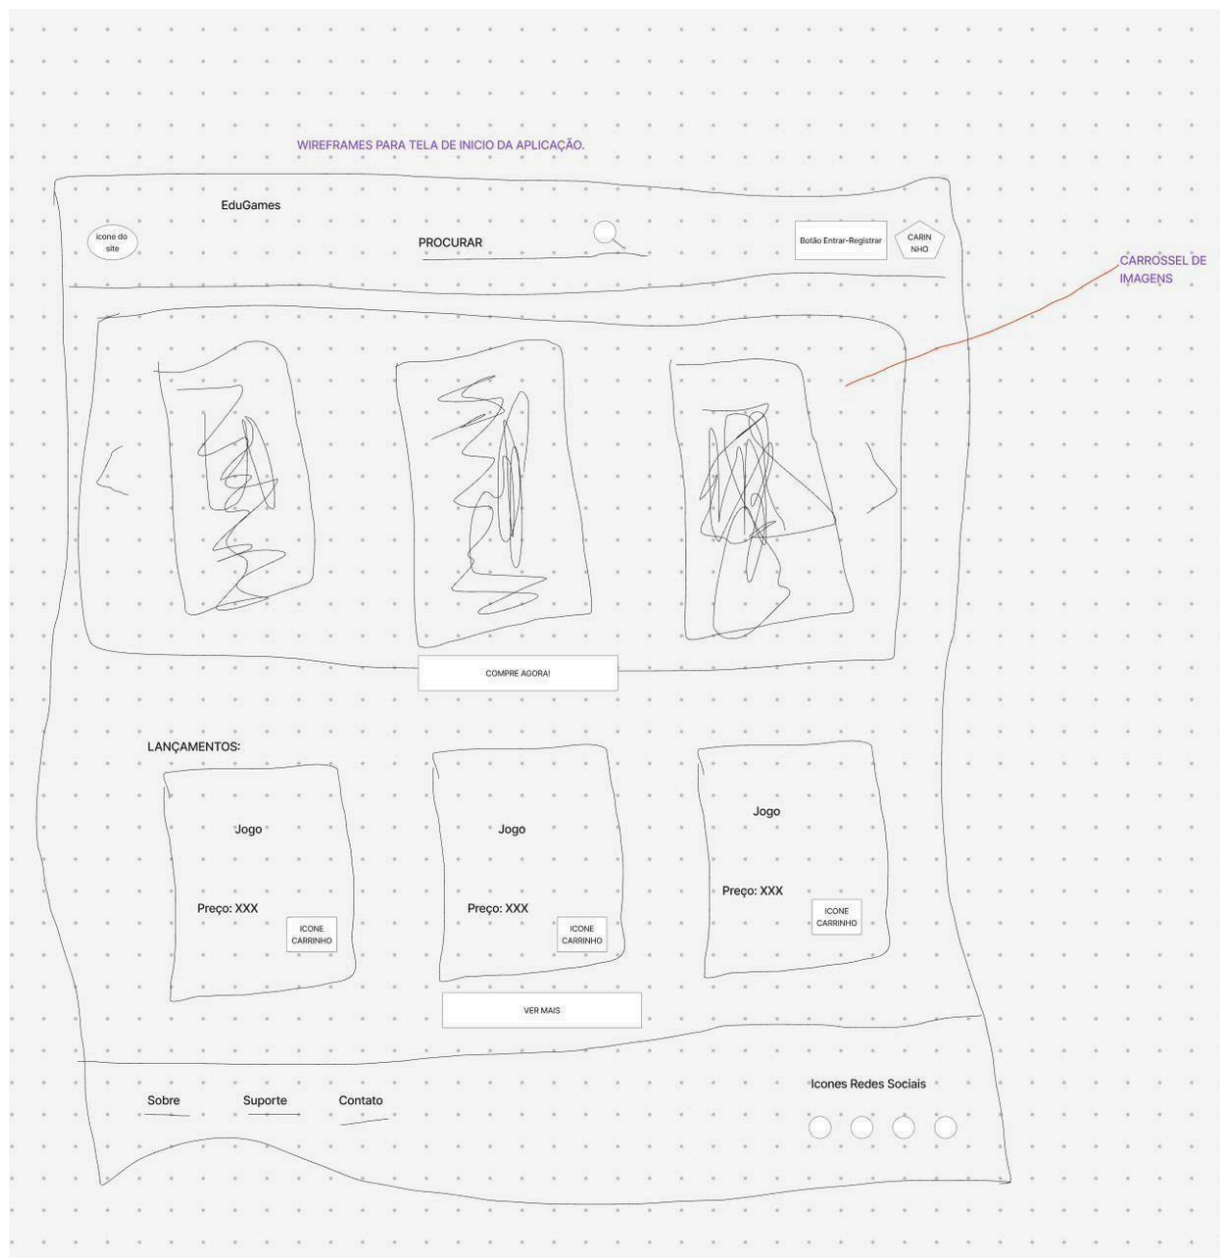 WIREFRAMES PARA TELA DE INICIO DA APLICAÇÃO.
EduGames
icone do
site
PROCURAR
Botão Entrar-Registrar
CARIN
NHO
CARROSSEL DE
IMAGENS
COMPRE AGORA!
LANÇAMENTOS:
Jogo
Preço: XXX
ICONE
CARRINHO
Jogo
Preço: XXX
ICONE
CARRINHO
Jogo
Preço: XXX
ICONE
CARRINHO
VER MAIS
Sobre
Suporte
Contato
Icones Redes Sociais